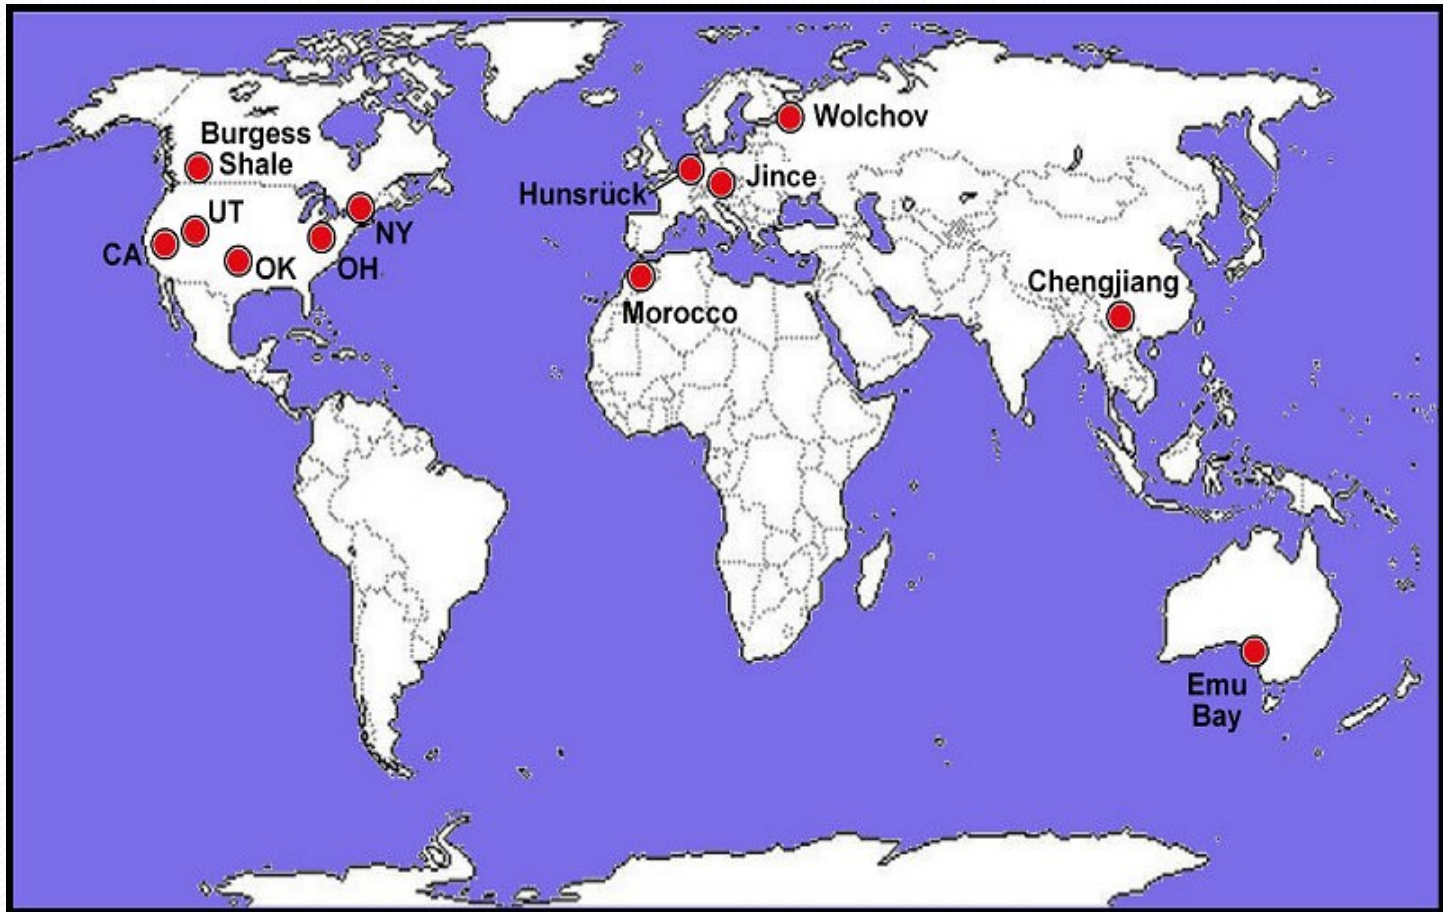 Burgess
Shale
UT
CA
OK
OH
NY
Wolchov
Hunsrück
Jince
Morocco
Chengjiang
Emu
Bay